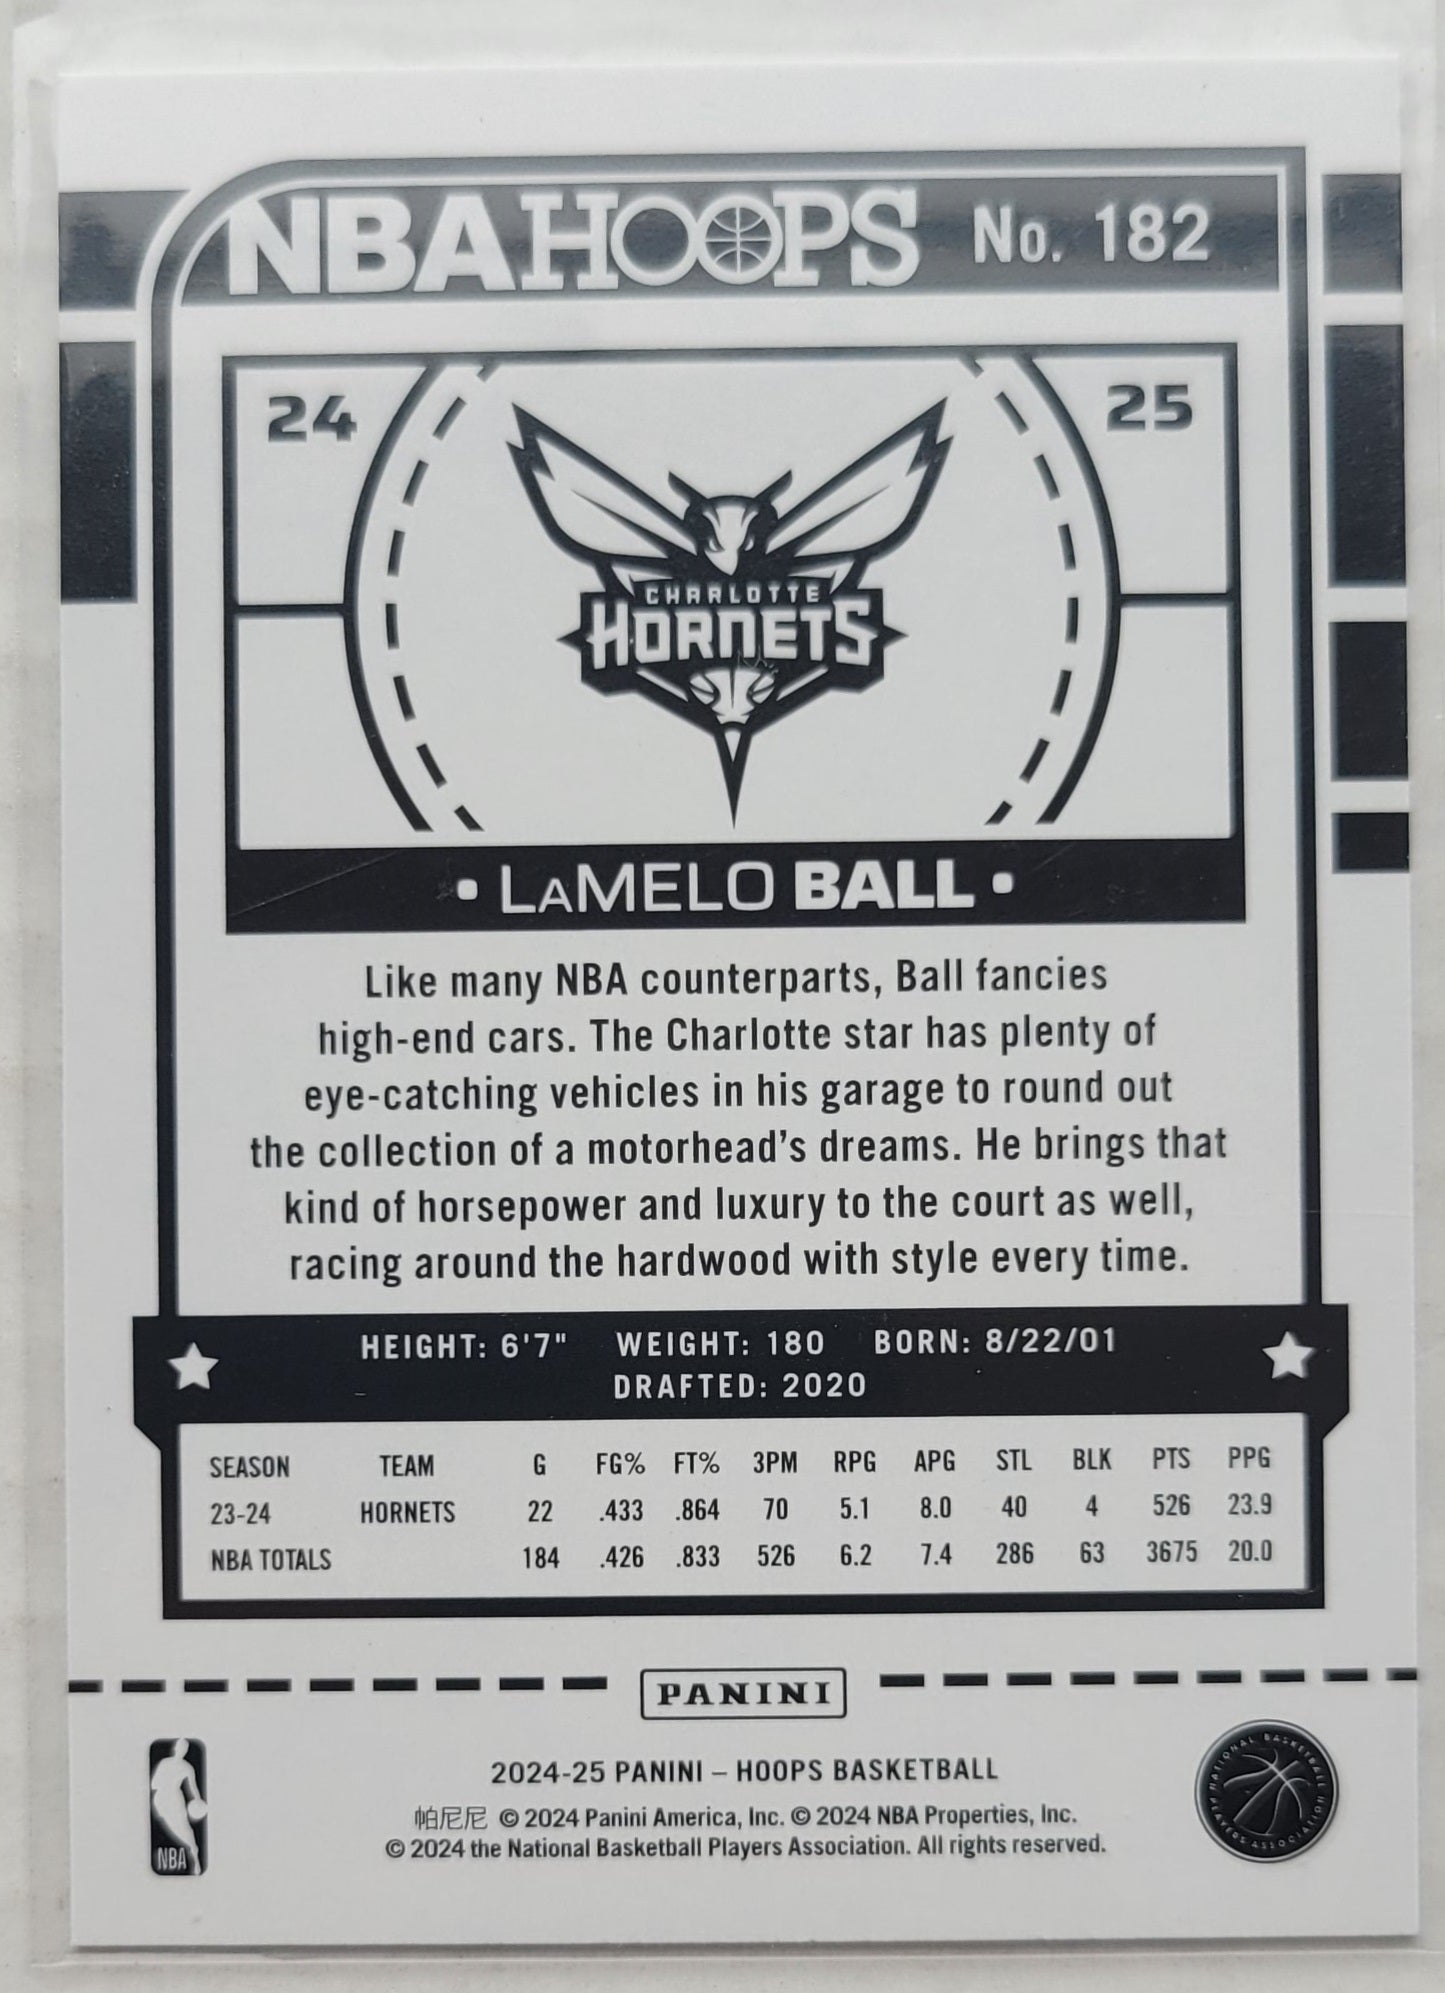 NBA HOOPS No. 182
24 25
CHARLOTTE
HORNETS
• LaMELO BALL •
Like many NBA counterparts, Ball fancies
high-end cars. The Charlotte star has plenty of
eye-catching vehicles in his garage to round out
the collection of a motorhead's dreams. He brings that
kind of horsepower and luxury to the court as well,
racing around the hardwood with style every time.
HEIGHT: 6'7" WEIGHT: 180 BORN: 8/22/01
DRAFTED: 2020
SEASON TEAM G FG% FT% 3PM RPG APG STL BLK PTS PPG
23-24 HORNETS 22 .433 .864 70 5.1 8.0 40 4 526 23.9
NBA TOTALS 184 .426 .833 526 6.2 7.4 286 63 3675 20.0
PANINI
NBA
2024-25 PANINI – HOOPS BASKETBALL
帕尼尼 © 2024 Panini America, Inc. © 2024 NBA Properties, Inc.
© 2024 the National Basketball Players Association. All rights reserved.
NATIONAL BASKETBALL PLAYERS ASSOCIATION